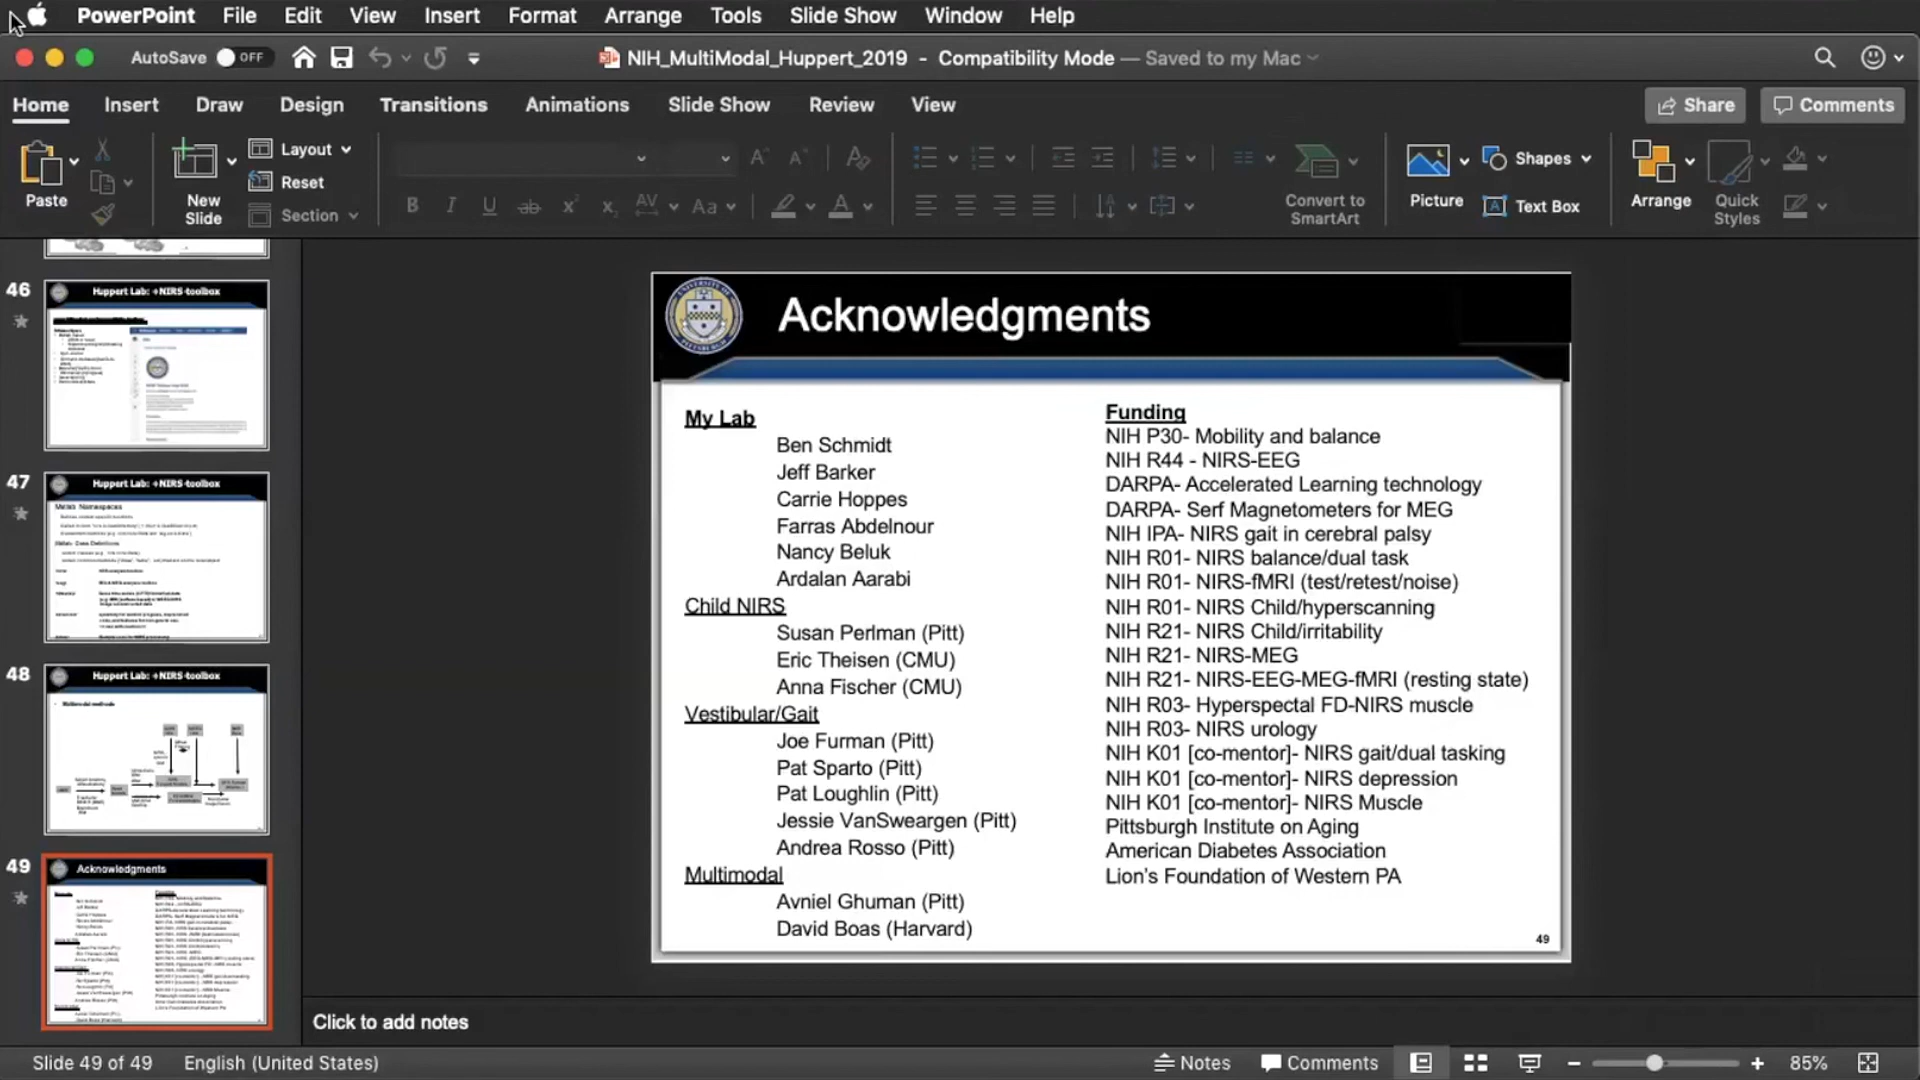 PowerPoint File Edit View Insert Format Arrange Tools Slide Show Window Help
AutoSave OFF NIH_MultiModal_Huppert_2019 - Compatibility Mode — Saved to my Mac
Home Insert Draw Design Transitions Animations Slide Show Review View Share Comments
Paste
New Slide
Layout
Reset
Section
Convert to SmartArt
Picture
Shapes
Text Box
Arrange
Quick Styles
46
Huppert Lab: +NIRS-toolbox
47
Huppert Lab: +NIRS-toolbox
48
Huppert Lab: +NIRS-toolbox
Multimodal methods
49
Acknowledgments
Acknowledgments
My Lab
Ben Schmidt
Jeff Barker
Carrie Hoppes
Farras Abdelnour
Nancy Beluk
Ardalan Aarabi
Child NIRS
Susan Perlman (Pitt)
Eric Theisen (CMU)
Anna Fischer (CMU)
Vestibular/Gait
Joe Furman (Pitt)
Pat Sparto (Pitt)
Pat Loughlin (Pitt)
Jessie VanSweargen (Pitt)
Andrea Rosso (Pitt)
Multimodal
Avniel Ghuman (Pitt)
David Boas (Harvard)
Funding
NIH P30- Mobility and balance
NIH R44 - NIRS-EEG
DARPA- Accelerated Learning technology
DARPA- Serf Magnetometers for MEG
NIH IPA- NIRS gait in cerebral palsy
NIH R01- NIRS balance/dual task
NIH R01- NIRS-fMRI (test/retest/noise)
NIH R01- NIRS Child/hyperscanning
NIH R21- NIRS Child/irritability
NIH R21- NIRS-MEG
NIH R21- NIRS-EEG-MEG-fMRI (resting state)
NIH R03- Hyperspectal FD-NIRS muscle
NIH R03- NIRS urology
NIH K01 [co-mentor]- NIRS gait/dual tasking
NIH K01 [co-mentor]- NIRS depression
NIH K01 [co-mentor]- NIRS Muscle
Pittsburgh Institute on Aging
American Diabetes Association
Lion's Foundation of Western PA
49
Click to add notes
Slide 49 of 49 English (United States) Notes Comments 85%